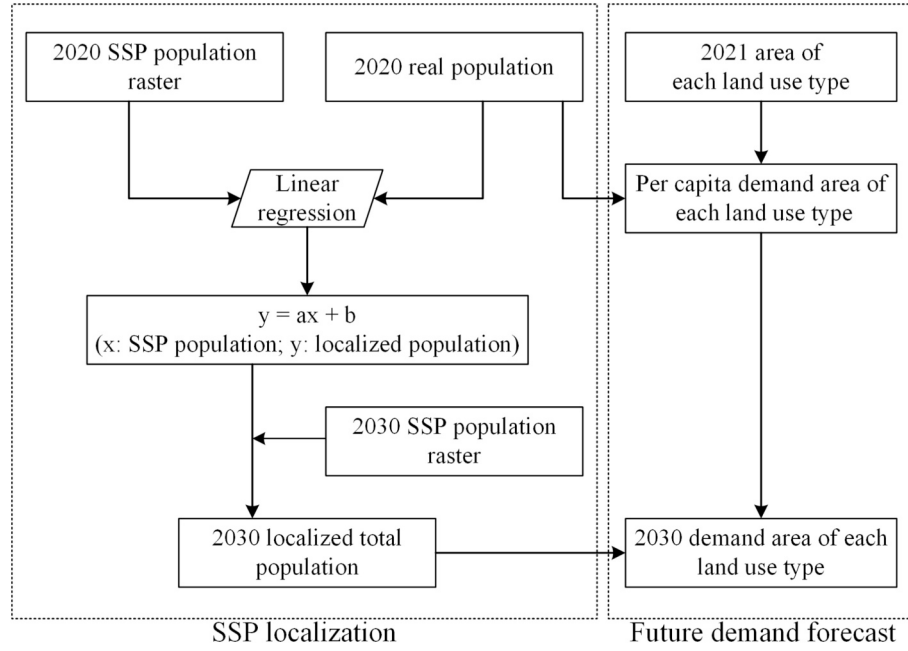 2020 SSP population
raster
2020 real population
Linear
regression
y = ax + b
(x: SSP population; y: localized population)
2030 SSP population
raster
2030 localized total
population
SSP localization
2021 area of
each land use type
Per capita demand area of
each land use type
2030 demand area of each
land use type
Future demand forecast